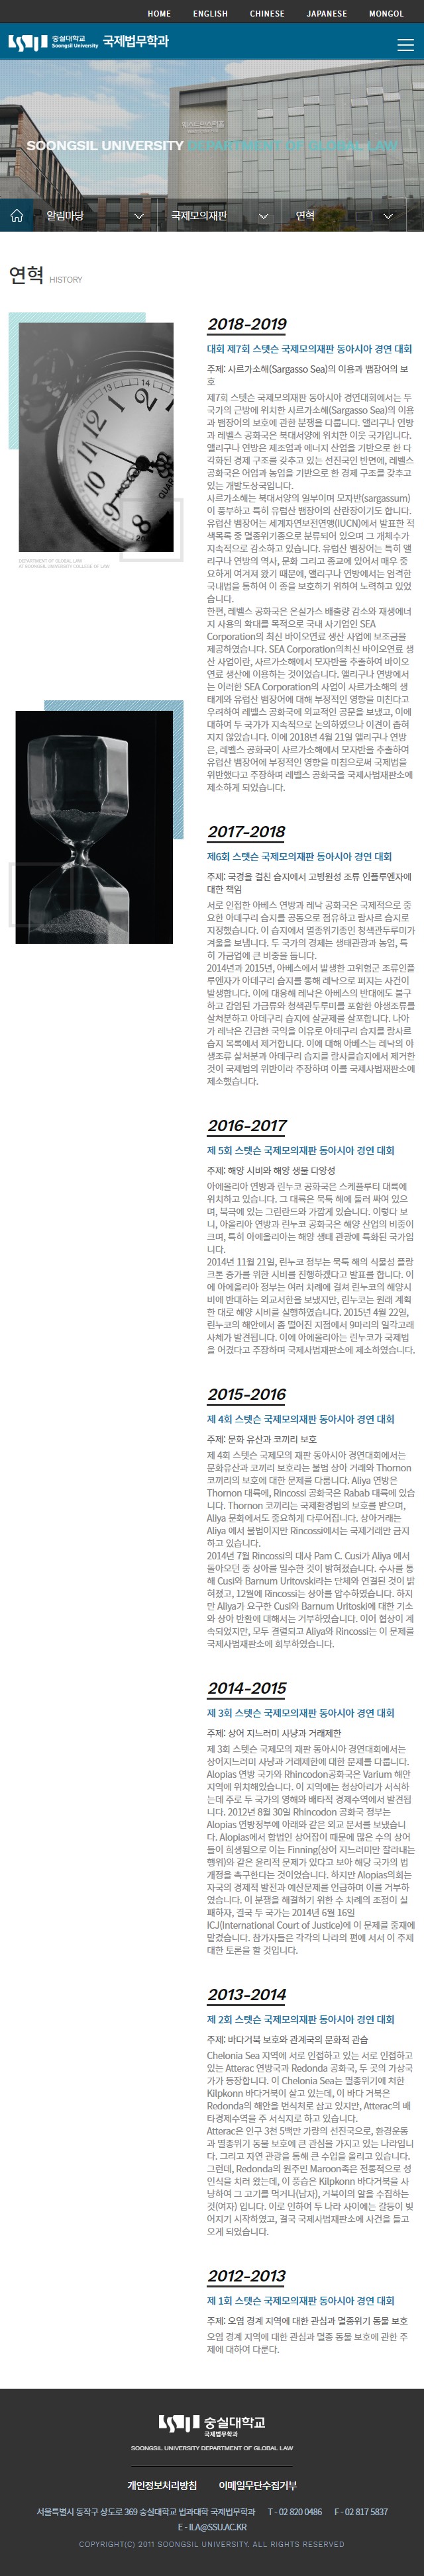 HOME ENGLISH CHINESE JAPANESE MONGOL
숭실대학교 Soongsil University 국제법무학과
SOONGSIL UNIVERSITY DEPARTMENT OF GLOBAL LAW
알림마당 국제모의재판 연혁
연혁 HISTORY
2018-2019
대회 제7회 스텟슨 국제모의재판 동아시아 경연 대회
주제: 사르가소해(Sargasso Sea)의 이용과 뱀장어의 보
호
제7회 스텟슨 국제모의재판 동아시아 경연대회에서는 두
국가의 근방에 위치한 사르가소해(Sargasso Sea)의 이용
과 뱀장어의 보호에 관한 분쟁을 다룹니다. 앨리구나 연방
과 레벨스 공화국은 북대서양에 위치한 이웃 국가입니다.
앨리구나 연방은 제조업과 에너지 산업을 기반으로 한 다
각화된 경제 구조를 갖추고 있는 선진국인 반면에, 레벨스
공화국은 어업과 농업을 기반으로 한 경제 구조를 갖추고
있는 개발도상국입니다.
사르가소해는 북대서양의 일부이며 모자반(sargassum)
이 풍부하고 특히 유럽산 뱀장어의 산란장이기도 합니다.
유럽산 뱀장어는 세계자연보전연맹(IUCN)에서 발표한 적
색목록 중 멸종위기종으로 분류되어 있으며 그 개체수가
지속적으로 감소하고 있습니다. 유럽산 뱀장어는 특히 앨
리구나 연방의 역사, 문화 그리고 종교에 있어서 매우 중
요하게 여겨져 왔기 때문에, 앨리구나 연방에서는 엄격한
국내법을 통하여 이 종을 보호하기 위하여 노력하고 있었
습니다.
한편, 레벨스 공화국은 온실가스 배출량 감소와 재생에너
지 사용의 확대를 목적으로 국내 사기업인 SEA
Corporation의 최신 바이오연료 생산 사업에 보조금을
제공하였습니다. SEA Corporation의최신 바이오연료 생
산 사업이란, 사르가소해에서 모자반을 추출하여 바이오
연료 생산에 이용하는 것이었습니다. 앨리구나 연방에서
는 이러한 SEA Corporation의 사업이 사르가소해의 생
태계와 유럽산 뱀장어에 대해 부정적인 영향을 미친다고
우려하여 레벨스 공화국에 외교적인 공문을 보냈고, 이에
대하여 두 국가가 지속적으로 논의하였으나 이견이 좁혀
지지 않았습니다. 이에 2018년 4월 21일 앨리구나 연방
은, 레벨스 공화국이 사르가소해에서 모자반을 추출하여
유럽산 뱀장어에 부정적인 영향을 미침으로써 국제법을
위반했다고 주장하며 레벨스 공화국을 국제사법재판소에
제소하게 되었습니다.
2017-2018
제6회 스텟슨 국제모의재판 동아시아 경연 대회
주제: 국경을 걸친 습지에서 고병원성 조류 인플루엔자에
대한 책임
서로 인접한 아베스 연방과 레낙 공화국은 국제적으로 중
요한 아데구리 습지를 공동으로 점유하고 람사르 습지로
지정했습니다. 이 습지에서 멸종위기종인 청색관두루미가
겨울을 보냅니다. 두 국가의 경제는 생태관광과 농업, 특
히 가금업에 큰 비중을 둡니다.
2014년과 2015년, 아베스에서 발생한 고위험군 조류인플
루엔자가 아데구리 습지를 통해 레낙으로 퍼지는 사건이
발생합니다. 이에 대응해 레낙은 아베스의 반대에도 불구
하고 감염된 가금류와 청색관두루미를 포함한 야생조류를
살처분하고 아데구리 습지에 살균제를 살포합니다. 나아
가 레낙은 긴급한 국익을 이유로 아데구리 습지를 람사르
습지 목록에서 제거합니다. 이에 대해 아베스는 레낙의 야
생조류 살처분과 아데구리 습지를 람사를습지에서 제거한
것이 국제법의 위반이라 주장하며 이를 국제사법재판소에
제소했습니다.
2016-2017
제 5회 스텟슨 국제모의재판 동아시아 경연 대회
주제: 해양 시비와 해양 생물 다양성
아에올리아 연방과 린누코 공화국은 스케플루티 대륙에
위치하고 있습니다. 그 대륙은 묵툭 해에 둘러 싸여 있으
며, 북극에 있는 그린란드와 가깝게 있습니다. 이렇다 보
니, 아올리아 연방과 린누코 공화국은 해양 산업의 비중이
크며, 특히 아에올리아는 해양 생태 관광에 특화된 국가입
니다.
2014년 11월 21일, 린누코 정부는 묵툭 해의 식물성 플랑
크톤 증가를 위한 시비를 진행하겠다고 발표를 합니다. 이
에 아에올리아 정부는 여러 차례에 걸쳐 린누코의 해양시
비에 반대하는 외교서한을 보냈지만, 린누코는 원래 계획
한 대로 해양 시비를 실행하였습니다. 2015년 4월 22일,
린누코의 해안에서 좀 떨어진 지점에서 9마리의 일각고래
사체가 발견됩니다. 이에 아에올리아는 린누코가 국제법
을 어겼다고 주장하며 국제사법재판소에 제소하였습니다.
2015-2016
제 4회 스텟슨 국제모의재판 동아시아 경연 대회
주제: 문화 유산과 코끼리 보호
제 4회 스텟슨 국제모의 재판 동아시아 경연대회에서는
문화유산과 코끼리 보호라는 불법 상아 거래와 Thornon
코끼리의 보호에 대한 문제를 다룹니다. Aliya 연방은
Thornon 대륙에, Rincossi 공화국은 Rabab 대륙에 있습
니다. Thornon 코끼리는 국제환경법의 보호를 받으며,
Aliya 문화에서도 중요하게 다루어집니다. 상아거래는
Aliya 에서 불법이지만 Rincossi에서는 국제거래만 금지
하고 있습니다.
2014년 7월 Rincossi의 대사 Pam C. Cusi가 Aliya 에서
돌아오던 중 상아를 밀수한 것이 밝혀졌습니다. 수사를 통
해 Cusi와 Barnum Uritovski라는 단체와 연결된 것이 밝
혀졌고, 12월에 Rincossi는 상아를 압수하였습니다. 하지
만 Aliya가 요구한 Cusi와 Barnum Uritoski에 대한 기소
와 상아 반환에 대해서는 거부하였습니다. 이어 협상이 계
속되었지만, 모두 결렬되고 Aliya와 Rincossi는 이 문제를
국제사법재판소에 회부하였습니다.
2014-2015
제 3회 스텟슨 국제모의재판 동아시아 경연 대회
주제: 상어 지느러미 사냥과 거래제한
제 3회 스텟슨 국제모의 재판 동아시아 경연대회에서는
상어지느러미 사냥과 거래제한에 대한 문제를 다룹니다.
Alopias 연방 국가와 Rhincodon공화국은 Varium 해안
지역에 위치해있습니다. 이 지역에는 청상아리가 서식하
는데 주로 두 국가의 영해와 배타적 경제수역에서 발견됩
니다. 2012년 8월 30일 Rhincodon 공화국 정부는
Alopias 연방정부에 아래와 같은 외교 문서를 보냈습니
다. Alopias에서 합법인 상어잡이 때문에 많은 수의 상어
들이 희생됨으로 이는 Finning(상어 지느러미만 잘라내는
행위)와 같은 윤리적 문제가 있다고 보아 해당 국가의 법
개정을 촉구한다는 것이었습니다. 하지만 Alopias의회는
자국의 경제적 발전과 예산문제를 언급하며 이를 거부하
였습니다. 이 분쟁을 해결하기 위한 수 차례의 조정이 실
패하자, 결국 두 국가는 2014년 6월 16일
ICJ(International Court of Justice)에 이 문제를 중재에
맡겼습니다. 참가자들은 각각의 나라의 편에 서서 이 주제
대한 토론을 할 것입니다.
2013-2014
제 2회 스텟슨 국제모의재판 동아시아 경연 대회
주제: 바다거북 보호와 관계국의 문화적 관습
Chelonia Sea 지역에 서로 인접하고 있는 서로 인접하고
있는 Atterac 연방국과 Redonda 공화국, 두 곳의 가상국
가가 등장합니다. 이 Chelonia Sea는 멸종위기에 처한
Kilpkonn 바다거북이 살고 있는데, 이 바다 거북은
Redonda의 해안을 번식처로 삼고 있지만, Atterac의 배
타경제수역을 주 서식지로 하고 있습니다.
Atterac은 인구 3천 5백만 가량의 선진국으로, 환경운동
과 멸종위기 동물 보호에 큰 관심을 가지고 있는 나라입니
다. 그리고 자연 관광을 통해 큰 수입을 올리고 있습니다.
그런데, Redonda의 원주민 Maroon족은 전통적으로 성
인식을 치러 왔는데, 이 풍습은 Kilpkonn 바다거북을 사
냥하여 그 고기를 먹거나(남자), 거북이의 알을 수집하는
것(여자) 입니다. 이로 인하여 두 나라 사이에는 갈등이 빚
어지기 시작하였고, 결국 국제사법재판소에 사건을 들고
오게 되었습니다.
2012-2013
제 1회 스텟슨 국제모의재판 동아시아 경연 대회
주제: 오염 경계 지역에 대한 관심과 멸종위기 동물 보호
오염 경계 지역에 대한 관심과 멸종 동물 보호에 관한 주
제에 대하여 다룬다.
숭실대학교
국제법무학과
SOONGSIL UNIVERSITY DEPARTMENT OF GLOBAL LAW
개인정보처리방침 이메일무단수집거부
서울특별시 동작구 상도로 369 숭실대학교 법과대학 국제법무학과 T - 02 820 0486 F - 02 817 5837
E - ILA@SSU.AC.KR
COPYRIGHT(C) 2011 SOONGSIL UNIVERSITY. ALL RIGHTS RESERVED